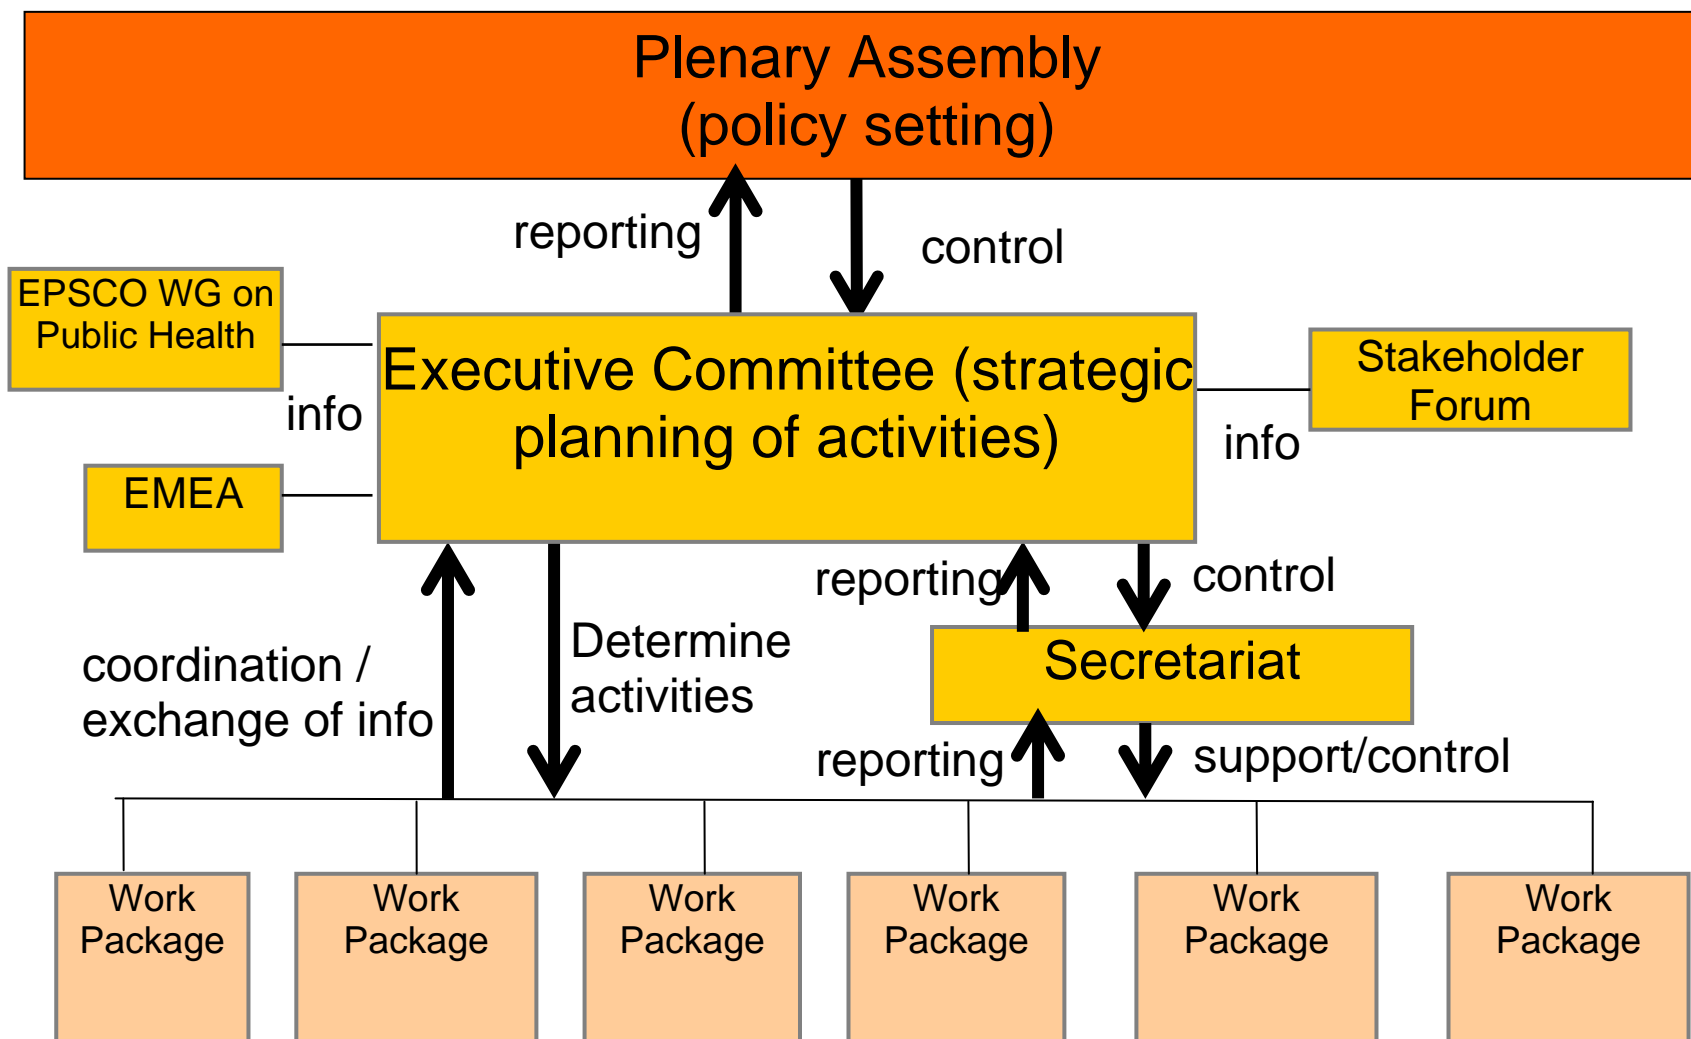 Plenary Assembly
(policy setting)
reporting
control
EPSCO WG on
Public Health
info
EMEA
Executive Committee (strategic
planning of activities)
Stakeholder
Forum
info
coordination /
exchange of info
Determine
activities
reporting
control
Secretariat
reporting
support/control
Work
Package
Work
Package
Work
Package
Work
Package
Work
Package
Work
Package